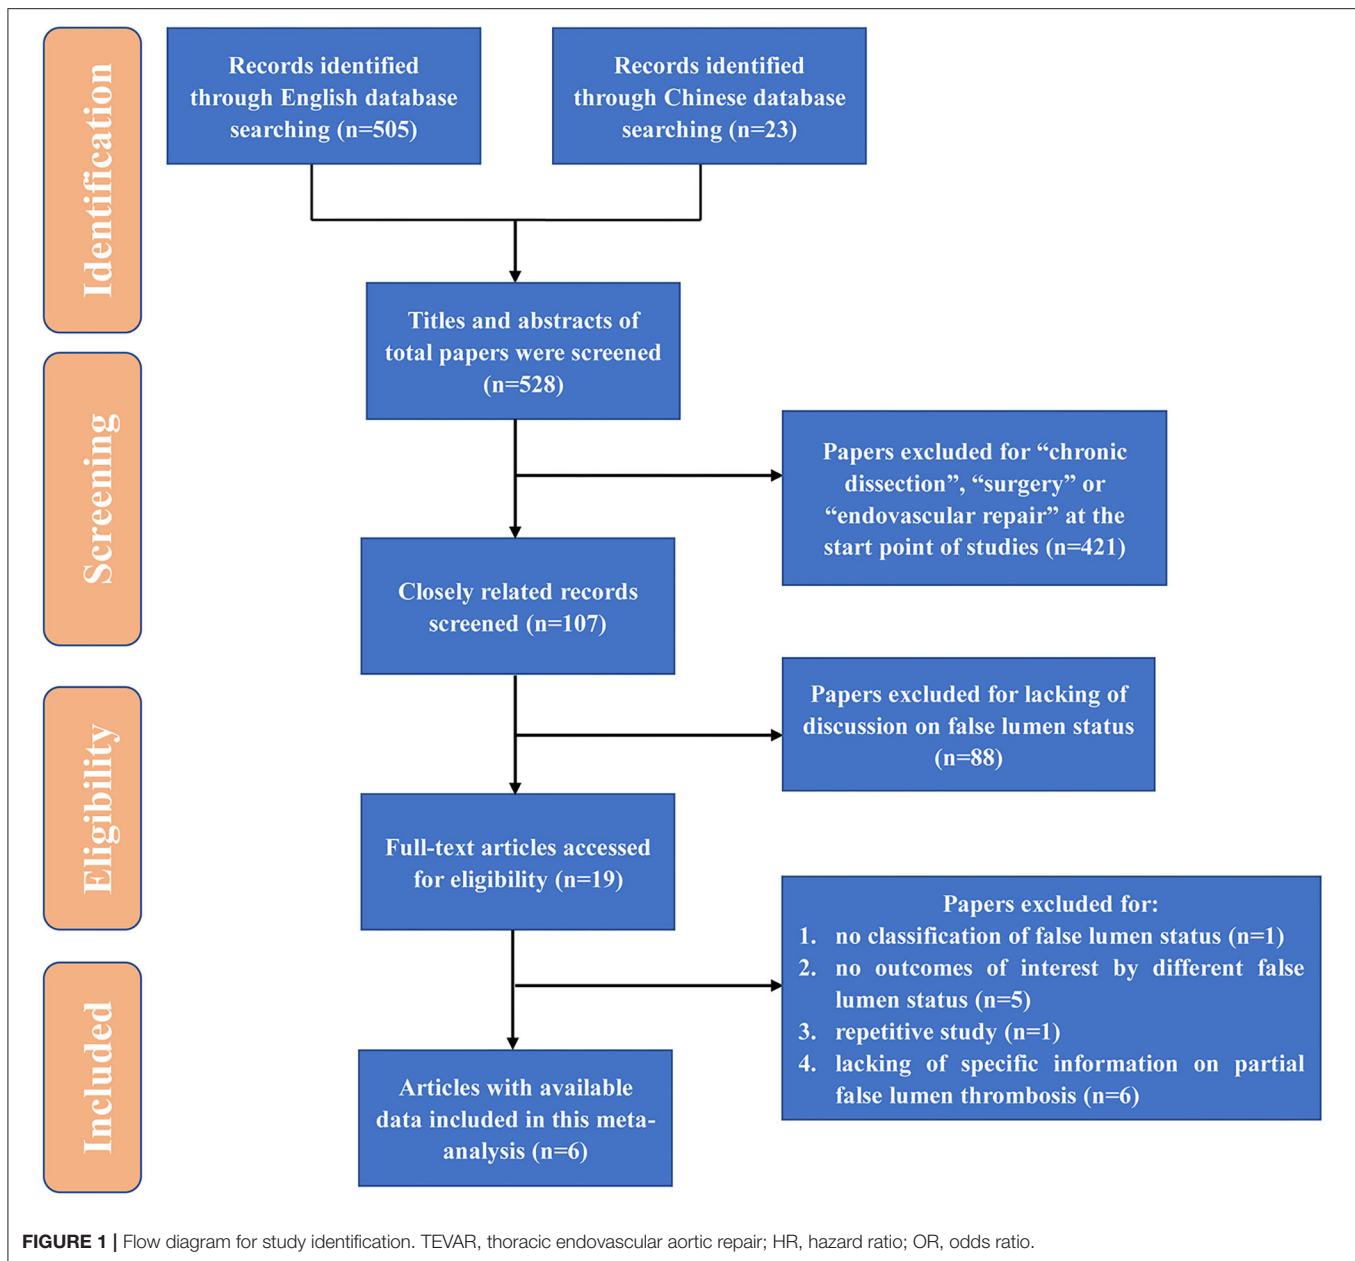 Identification
Records identified
through English database
searching (n=505)
Records identified
through Chinese database
searching (n=23)
Titles and abstracts of
total papers were screened
(n=528)
Screening
Papers excluded for “chronic
dissection”, “surgery” or
“endovascular repair” at the
start point of studies (n=421)
Closely related records
screened (n=107)
Papers excluded for lacking of
discussion on false lumen status
(n=88)
Eligibility
Full-text articles accessed
for eligibility (n=19)
Papers excluded for:
1. no classification of false lumen status (n=1)
2. no outcomes of interest by different false
lumen status (n=5)
3. repetitive study (n=1)
4. lacking of specific information on partial
false lumen thrombosis (n=6)
Included
Articles with available
data included in this meta-
analysis (n=6)
FIGURE 1 | Flow diagram for study identification. TEVAR, thoracic endovascular aortic repair; HR, hazard ratio; OR, odds ratio.